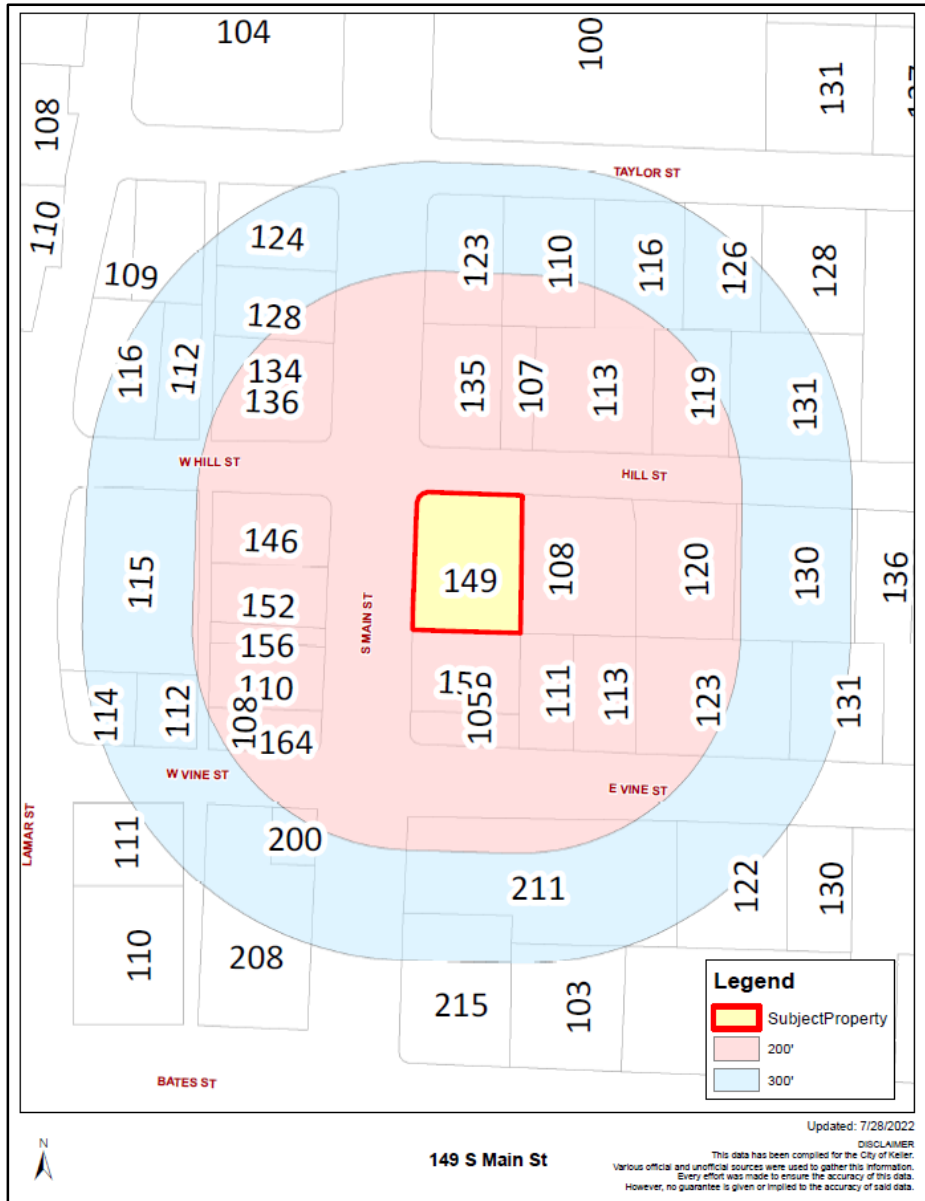 104
100
131
108
110
TAYLOR ST
124
123
110
116
126
128
109
128
116
112
134
136
135
107
113
119
131
W HILL ST
HILL ST
146
149
108
120
130
136
115
152
S MAIN ST
156
110
159
1059
111
113
123
131
114
112
108
164
W VINE ST
E VINE ST
LAMAR ST
111
200
211
122
130
110
208
215
103
BATES ST
Legend
SubjectProperty
200'
300'
Updated: 7/28/2022
N
149 S Main St
DISCLAIMER
This data has been compiled for the City of Keller.
Various official and unofficial sources were used to gather this information.
Every effort was made to ensure the accuracy of this data.
However, no guarantee is given or implied to the accuracy of said data.